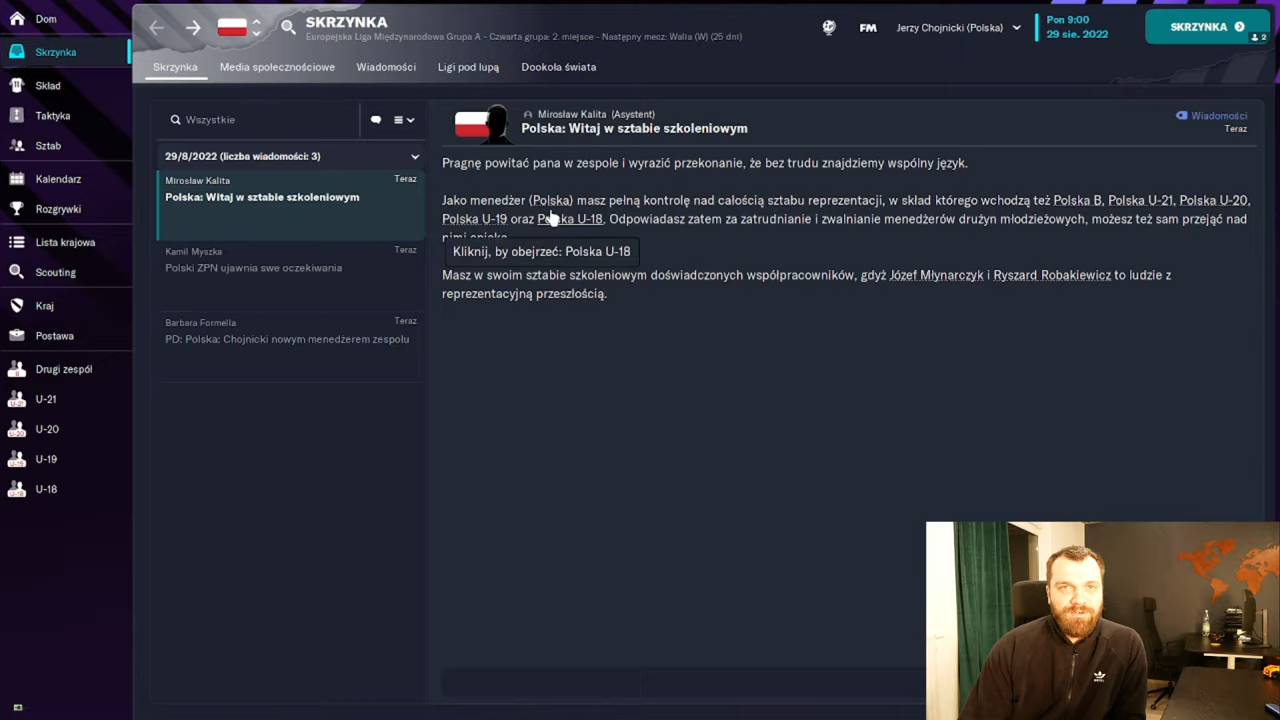 Dom
Skrzynka
Skład
Taktyka
Sztab
Kalendarz
Rozgrywki
Lista krajowa
Scouting
Kraj
Postawa
Drugi zespół
U-21
U-20
U-19
U-18
SKRZYNKA
Europejska Liga Międzynarodowa Grupa A - Czwarta grupa: 2. miejsce - Następny mecz: Walia (W) (25 dni)
FM
Jerzy Chojnicki (Polska)
Pon 9:00
29 sie. 2022
SKRZYNKA
2
Skrzynka
Media społecznościowe
Wiadomości
Ligi pod lupą
Dookoła świata
Wszystkie
29/8/2022 (liczba wiadomości: 3)
Mirosław Kalita
Teraz
Polska: Witaj w sztabie szkoleniowym
Kamil Myszka
Teraz
Polski ZPN ujawnia swe oczekiwania
Barbara Formella
Teraz
PD: Polska: Chojnicki nowym menedżerem zespołu
Mirosław Kalita (Asystent)
Polska: Witaj w sztabie szkoleniowym
Wiadomości
Teraz
Pragnę powitać pana w zespole i wyrazić przekonanie, że bez trudu znajdziemy wspólny język.
Jako menedżer (Polska) masz pełną kontrolę nad całością sztabu reprezentacji, w skład którego wchodzą też Polska B, Polska U-21, Polska U-20,
Polska U-19 oraz Polska U-18. Odpowiadasz zatem za zatrudnianie i zwalnianie menedżerów drużyn młodzieżowych, możesz też sam przejąć nad
nimi opiekę.
Kliknij, by obejrzeć: Polska U-18
Masz w swoim sztabie szkoleniowym doświadczonych współpracowników, gdyż Józef Młynarczyk i Ryszard Robakiewicz to ludzie z
reprezentacyjną przeszłością.